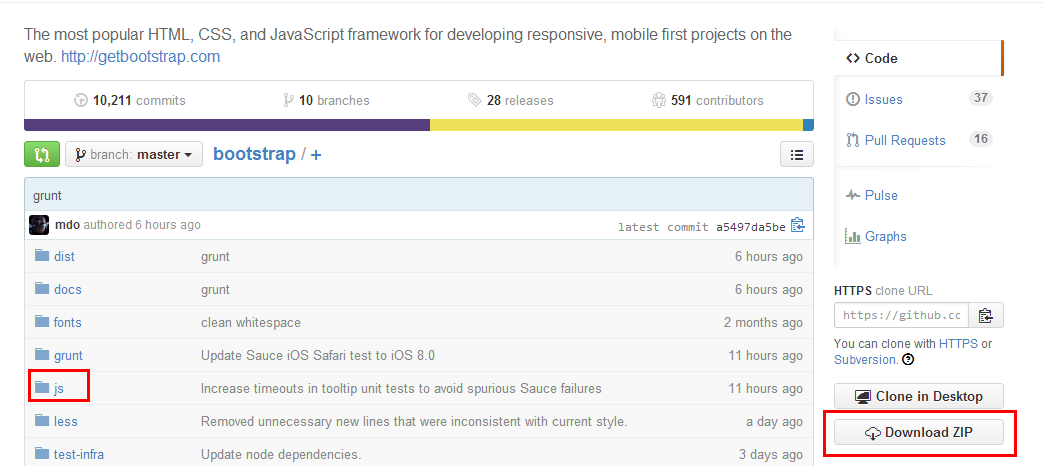 The most popular HTML, CSS, and JavaScript framework for developing responsive, mobile first projects on the
web. http://getbootstrap.com
10,211 commits 10 branches 28 releases 591 contributors
branch: master bootstrap / +
grunt
mdo authored 6 hours ago latest commit a5497da5be
dist grunt 6 hours ago
docs grunt 6 hours ago
fonts clean whitespace 2 months ago
grunt Update Sauce iOS Safari test to iOS 8.0 11 hours ago
js Increase timeouts in tooltip unit tests to avoid spurious Sauce failures 11 hours ago
less Removed unnecessary new lines that were inconsistent with current style. a day ago
test-infra Update node dependencies. 3 days ago
Code
Issues 37
Pull Requests 16
Pulse
Graphs
HTTPS clone URL
https://github.cc
You can clone with HTTPS or
Subversion. ?
Clone in Desktop
Download ZIP